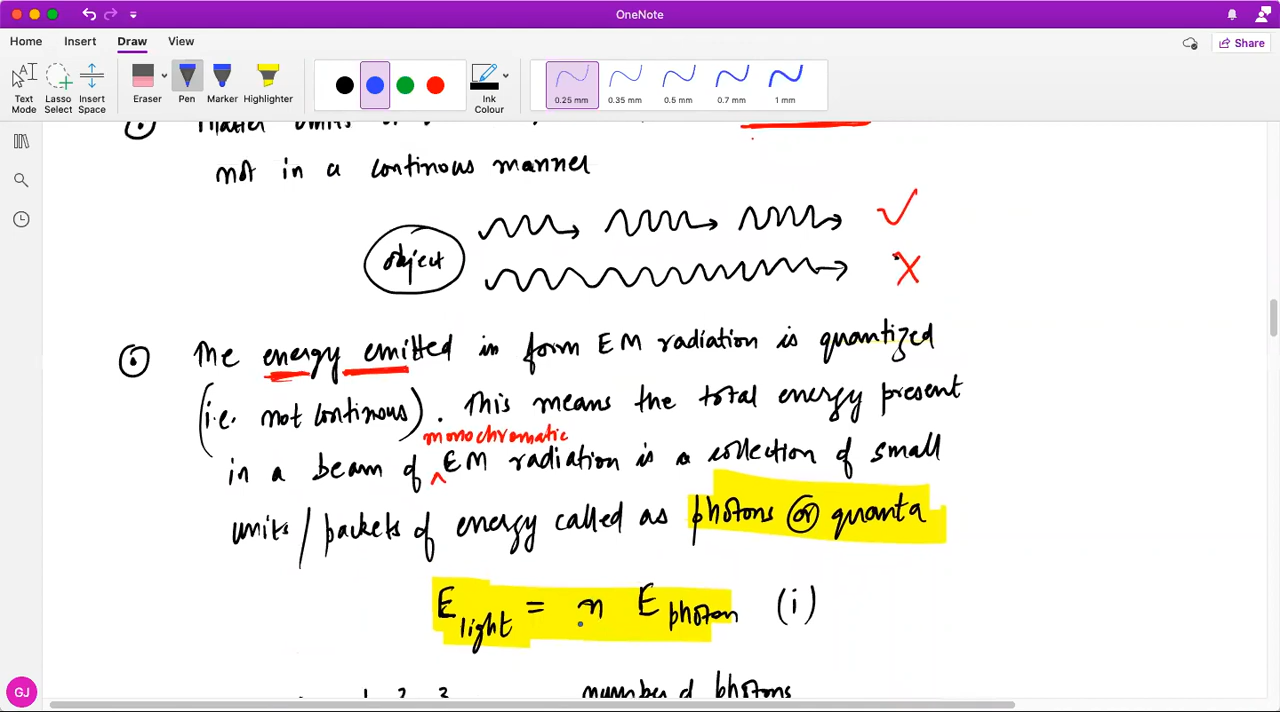 OneNote
Home Insert Draw View
Share
Text Mode
Lasso Select
Insert Space
Eraser
Pen
Marker
Highlighter
Ink Colour
0.25 mm
0.35 mm
0.5 mm
0.7 mm
1 mm
Matter emits
not in a continous manner
object
✓
X
The energy emitted in form EM radiation is quantized
(i.e. not continous). This means the total energy present
monochromatic
in a beam of ^ EM radiation is a collection of small
units/packets of energy called as photons or quanta
E light = n E photon (i)
number of photons
GJ